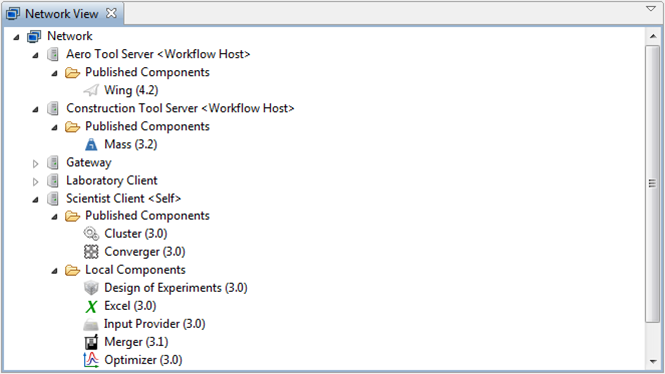 Network View
Network
Aero Tool Server <Workflow Host>
Published Components
Wing (4.2)
Construction Tool Server <Workflow Host>
Published Components
Mass (3.2)
Gateway
Laboratory Client
Scientist Client <Self>
Published Components
Cluster (3.0)
Converger (3.0)
Local Components
Design of Experiments (3.0)
Excel (3.0)
Input Provider (3.0)
Merger (3.1)
Optimizer (3.0)